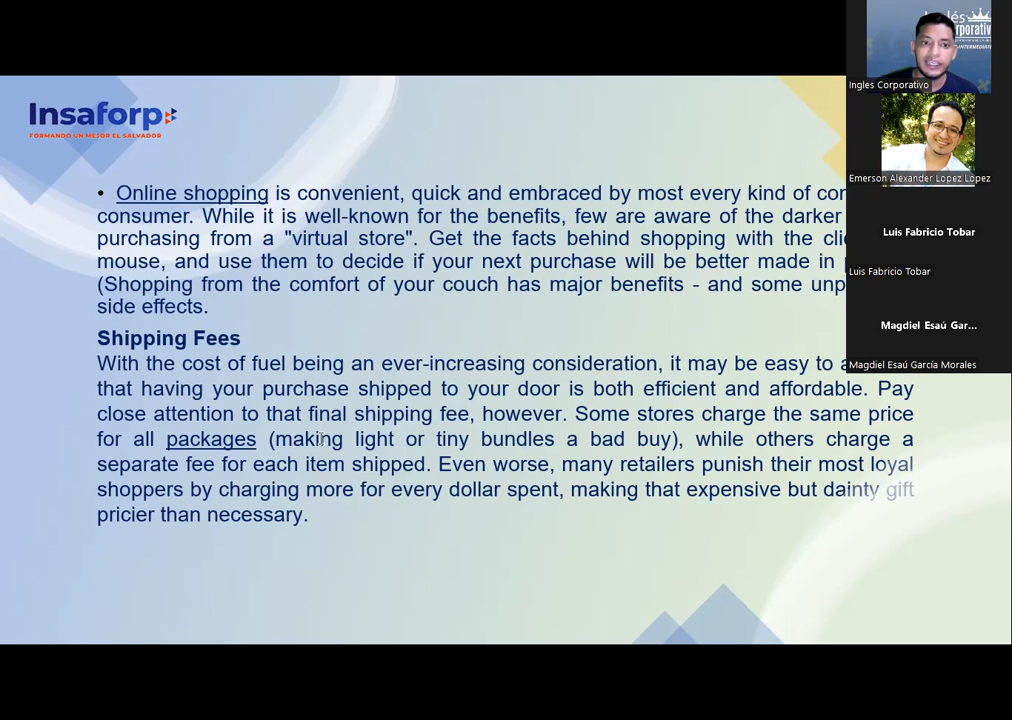 Insaforp
FORMANDO UN MEJOR EL SALVADOR
• Online shopping is convenient, quick and embraced by most every kind of
consumer. While it is well-known for the benefits, few are aware of the darker
purchasing from a "virtual store". Get the facts behind shopping with the
mouse, and use them to decide if your next purchase will be better made in
(Shopping from the comfort of your couch has major benefits - and some
side effects.
Shipping Fees
With the cost of fuel being an ever-increasing consideration, it may be easy to
that having your purchase shipped to your door is both efficient and affordable. Pay
close attention to that final shipping fee, however. Some stores charge the same price
for all packages (making light or tiny bundles a bad buy), while others charge a
separate fee for each item shipped. Even worse, many retailers punish their most loyal
shoppers by charging more for every dollar spent, making that expensive but dainty gift
pricier than necessary.
Ingles Corporativo
Emerson Alexander Lopez Lopez
Luis Fabricio Tobar
Luis Fabricio Tobar
Magdiel Esaú Gar...
Magdiel Esaú García Morales